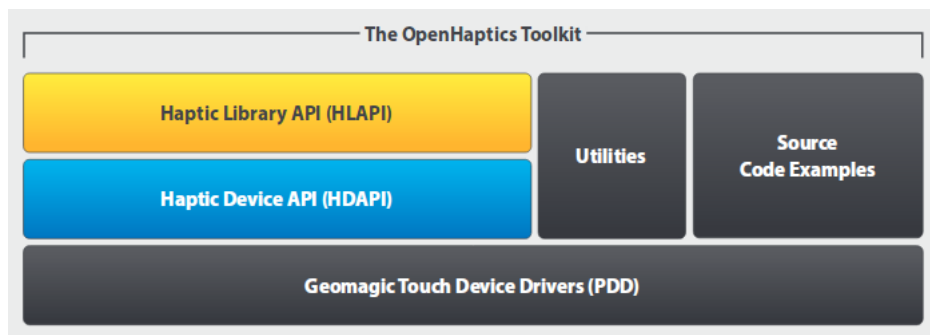 The OpenHaptics Toolkit
Haptic Library API (HLAPI)
Haptic Device API (HDAPI)
Utilities
Source
Code Examples
Geomagic Touch Device Drivers (PDD)